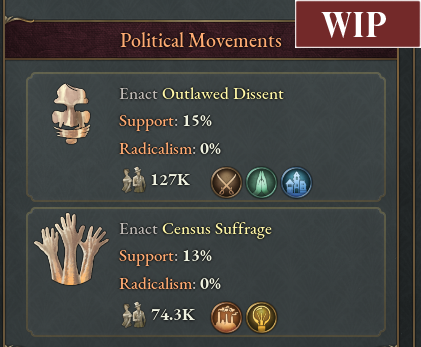 WIP
Political Movements
Enact Outlawed Dissent
Support: 15%
Radicalism: 0%
127K
Enact Census Suffrage
Support: 13%
Radicalism: 0%
74.3K